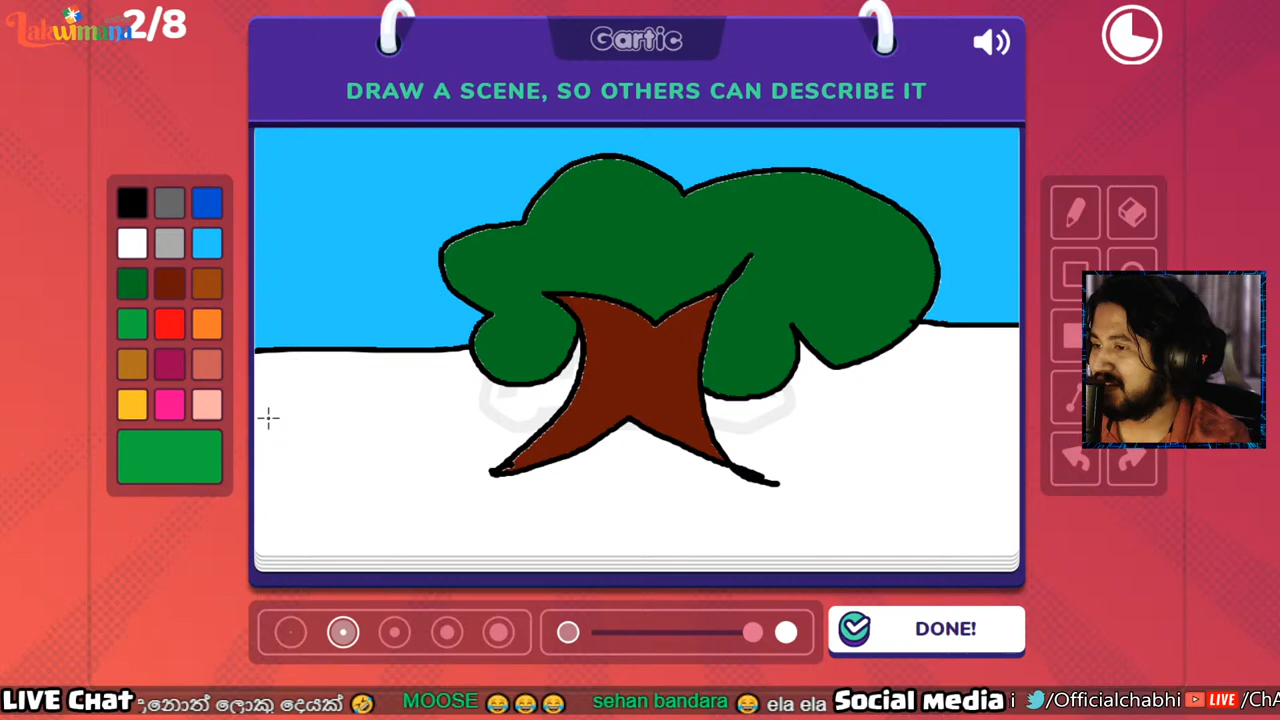 Lakwimana
2/8
Gartic
DRAW A SCENE, SO OTHERS CAN DESCRIBE IT
DONE!
LIVE Chat නොත් ලොකු දෙයක් 🤣 MOOSE 😂 😂 😂 sehan bandara 😂 ela ela Social media i /Officialchabhi LIVE /ChA